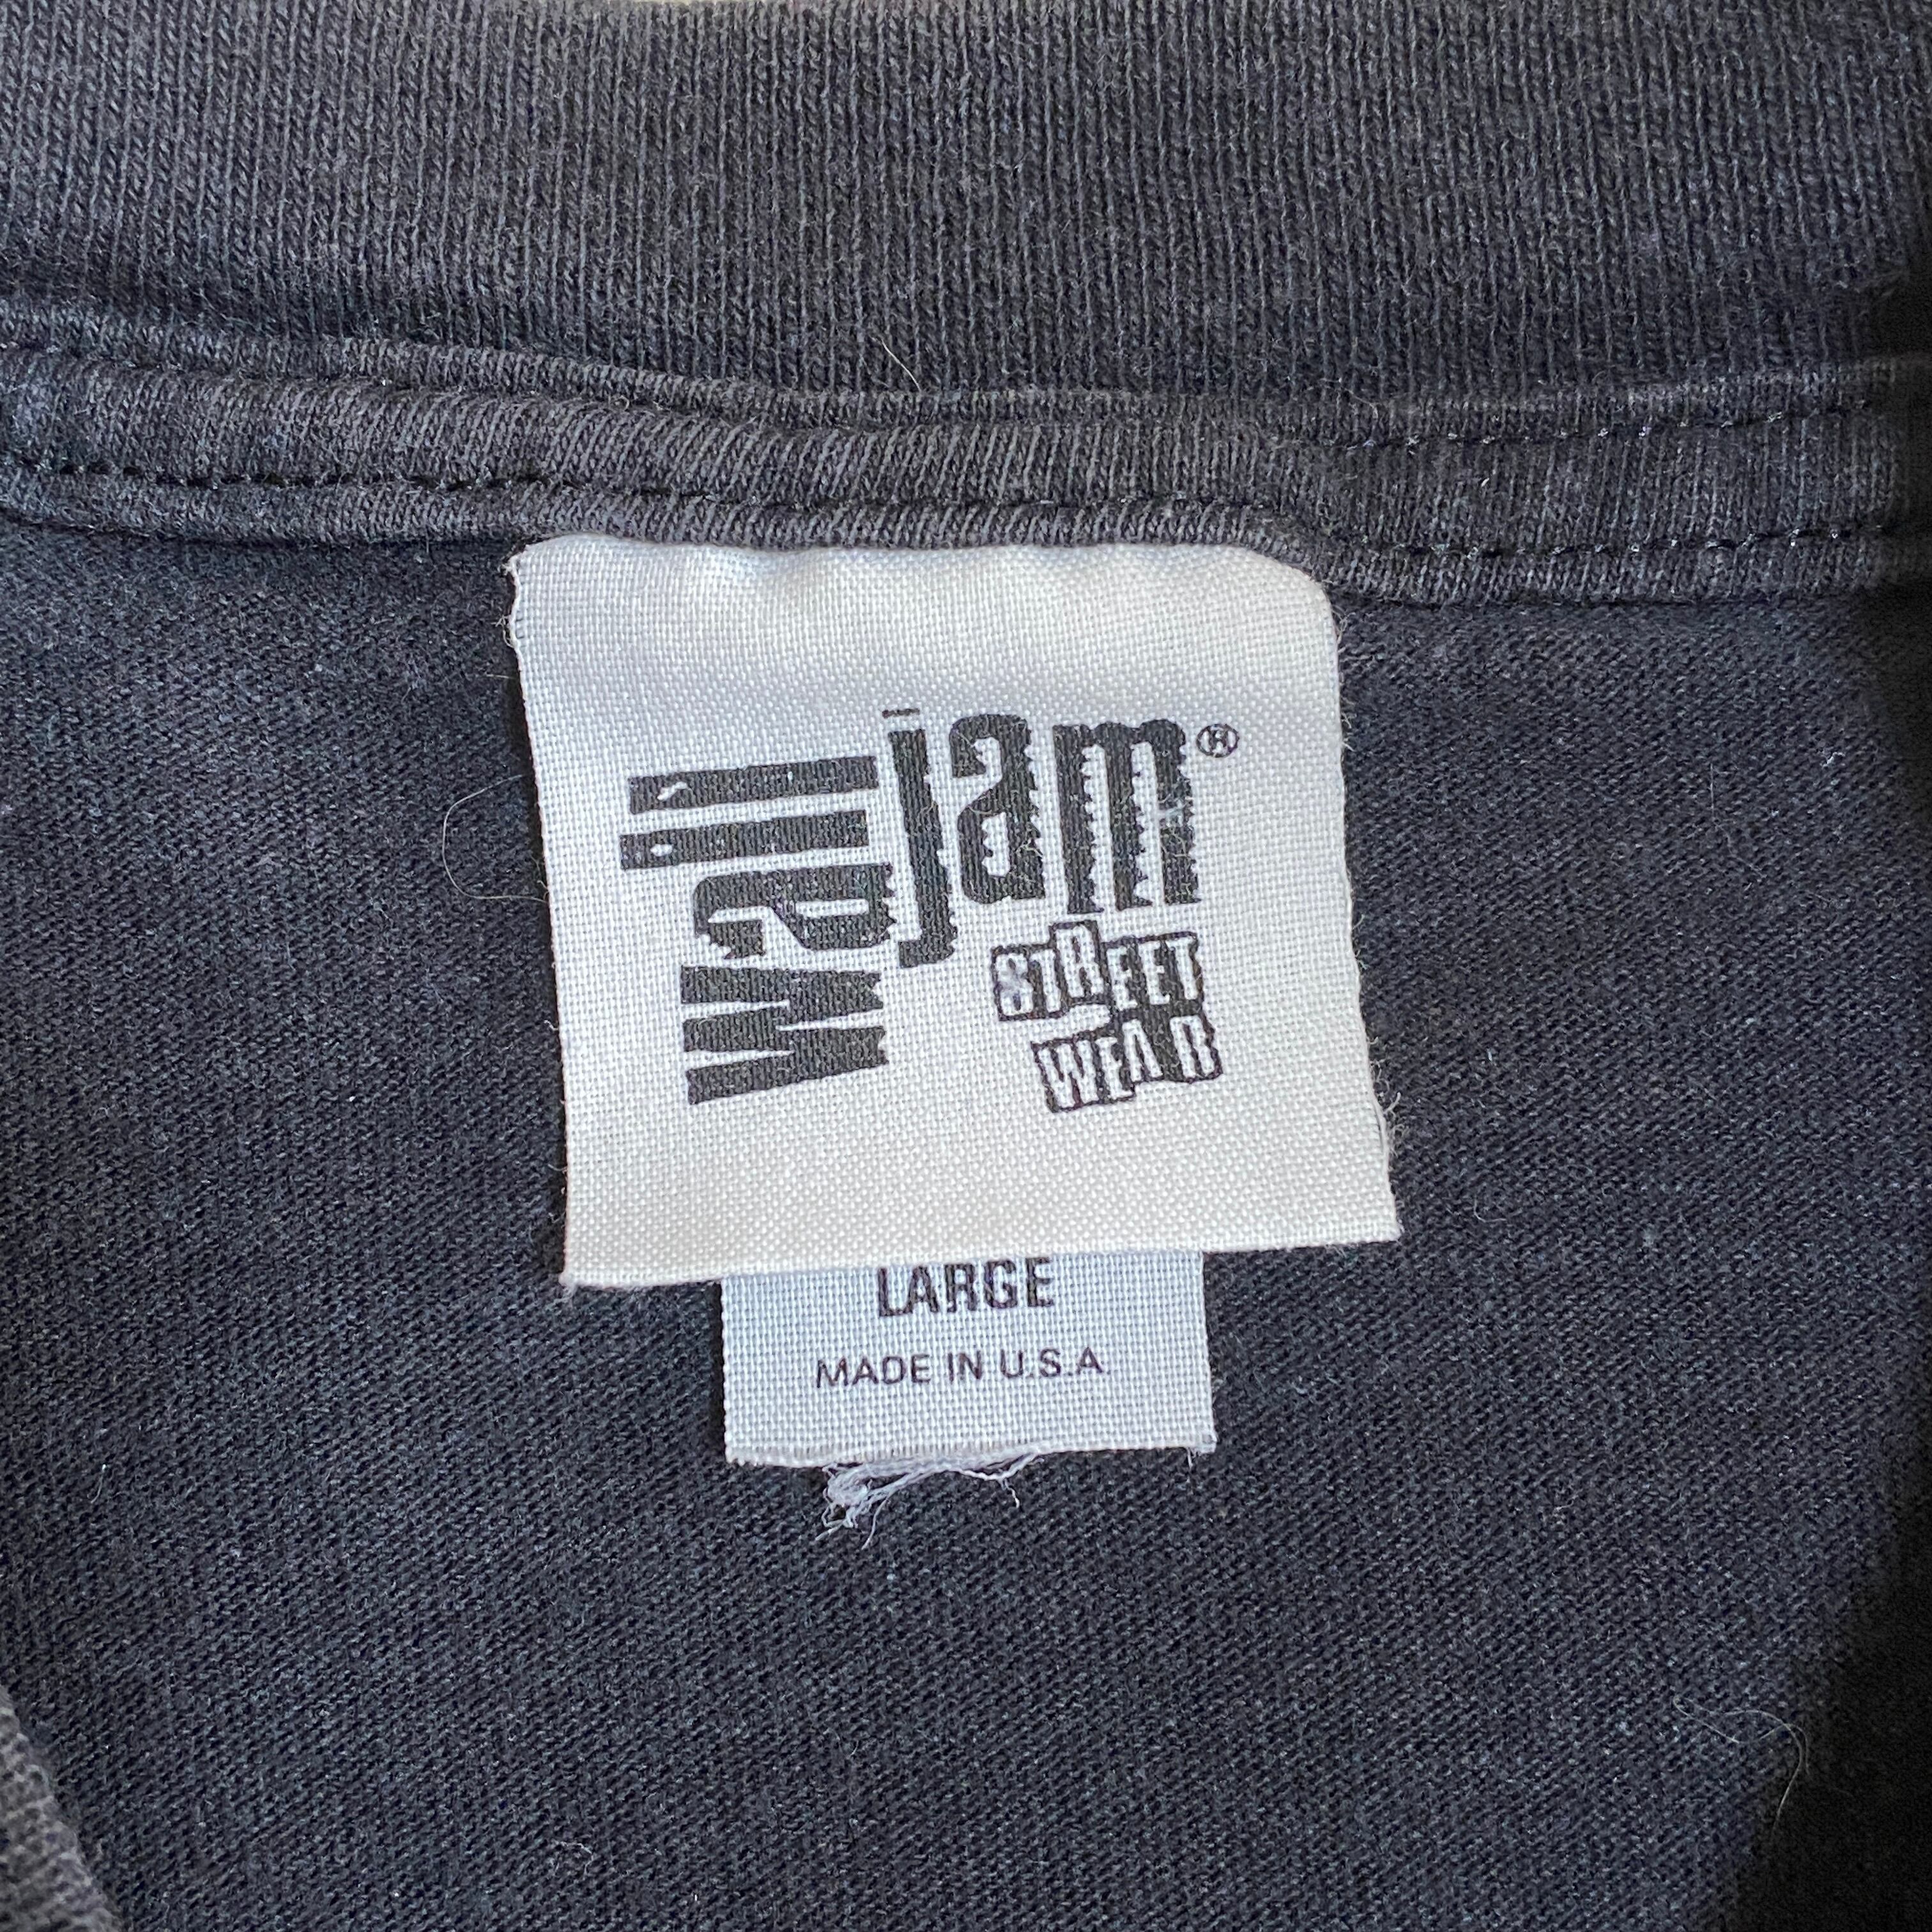 wall
jam®
STREET
WEAR
LARGE
MADE IN U.S.A.